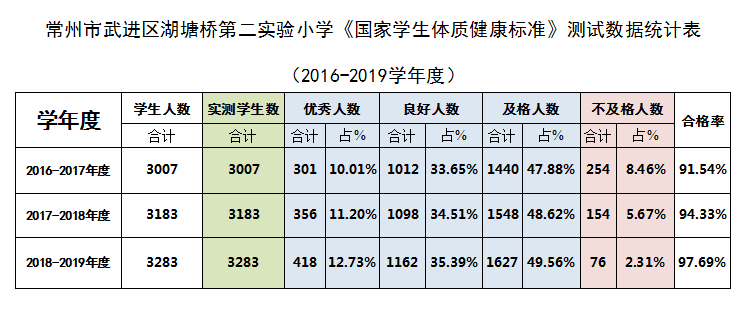 常州市武进区湖塘桥第二实验小学《国家学生体质健康标准》测试数据统计表
（2016-2019学年度）
学年度 学生人数 实测学生数 优秀人数 良好人数 及格人数 不及格人数 合格率
合计 合计 合计 占% 合计 占% 合计 占% 合计 占%
2016-2017年度 3007 3007 301 10.01% 1012 33.65% 1440 47.88% 254 8.46% 91.54%
2017-2018年度 3183 3183 356 11.20% 1098 34.51% 1548 48.62% 154 5.67% 94.33%
2018-2019年度 3283 3283 418 12.73% 1162 35.39% 1627 49.56% 76 2.31% 97.69%